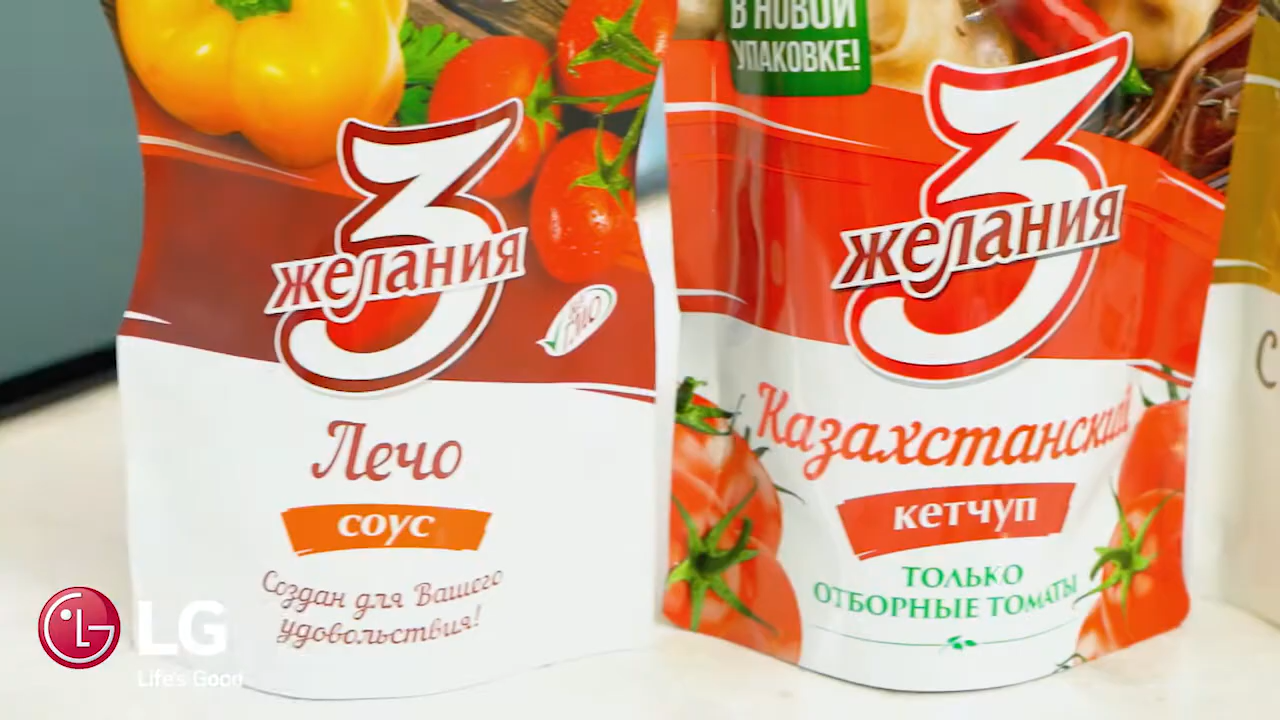 В НОВОЙ
УПАКОВКЕ!
3
желания
Лечо
соус
Создан для Вашего
удовольствия!
3
желания
Казахстанский
кетчуп
ТОЛЬКО
ОТБОРНЫЕ ТОМАТЫ
С
LG
Life's Good